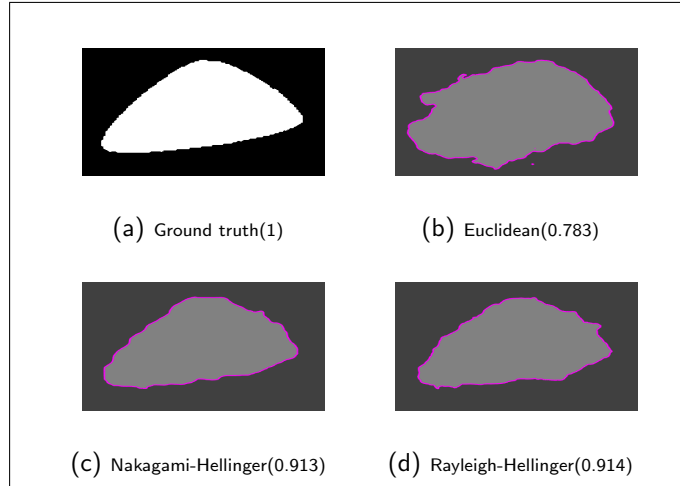 (a) Ground truth(1)
(b) Euclidean(0.783)
(c) Nakagami-Hellinger(0.913)
(d) Rayleigh-Hellinger(0.914)